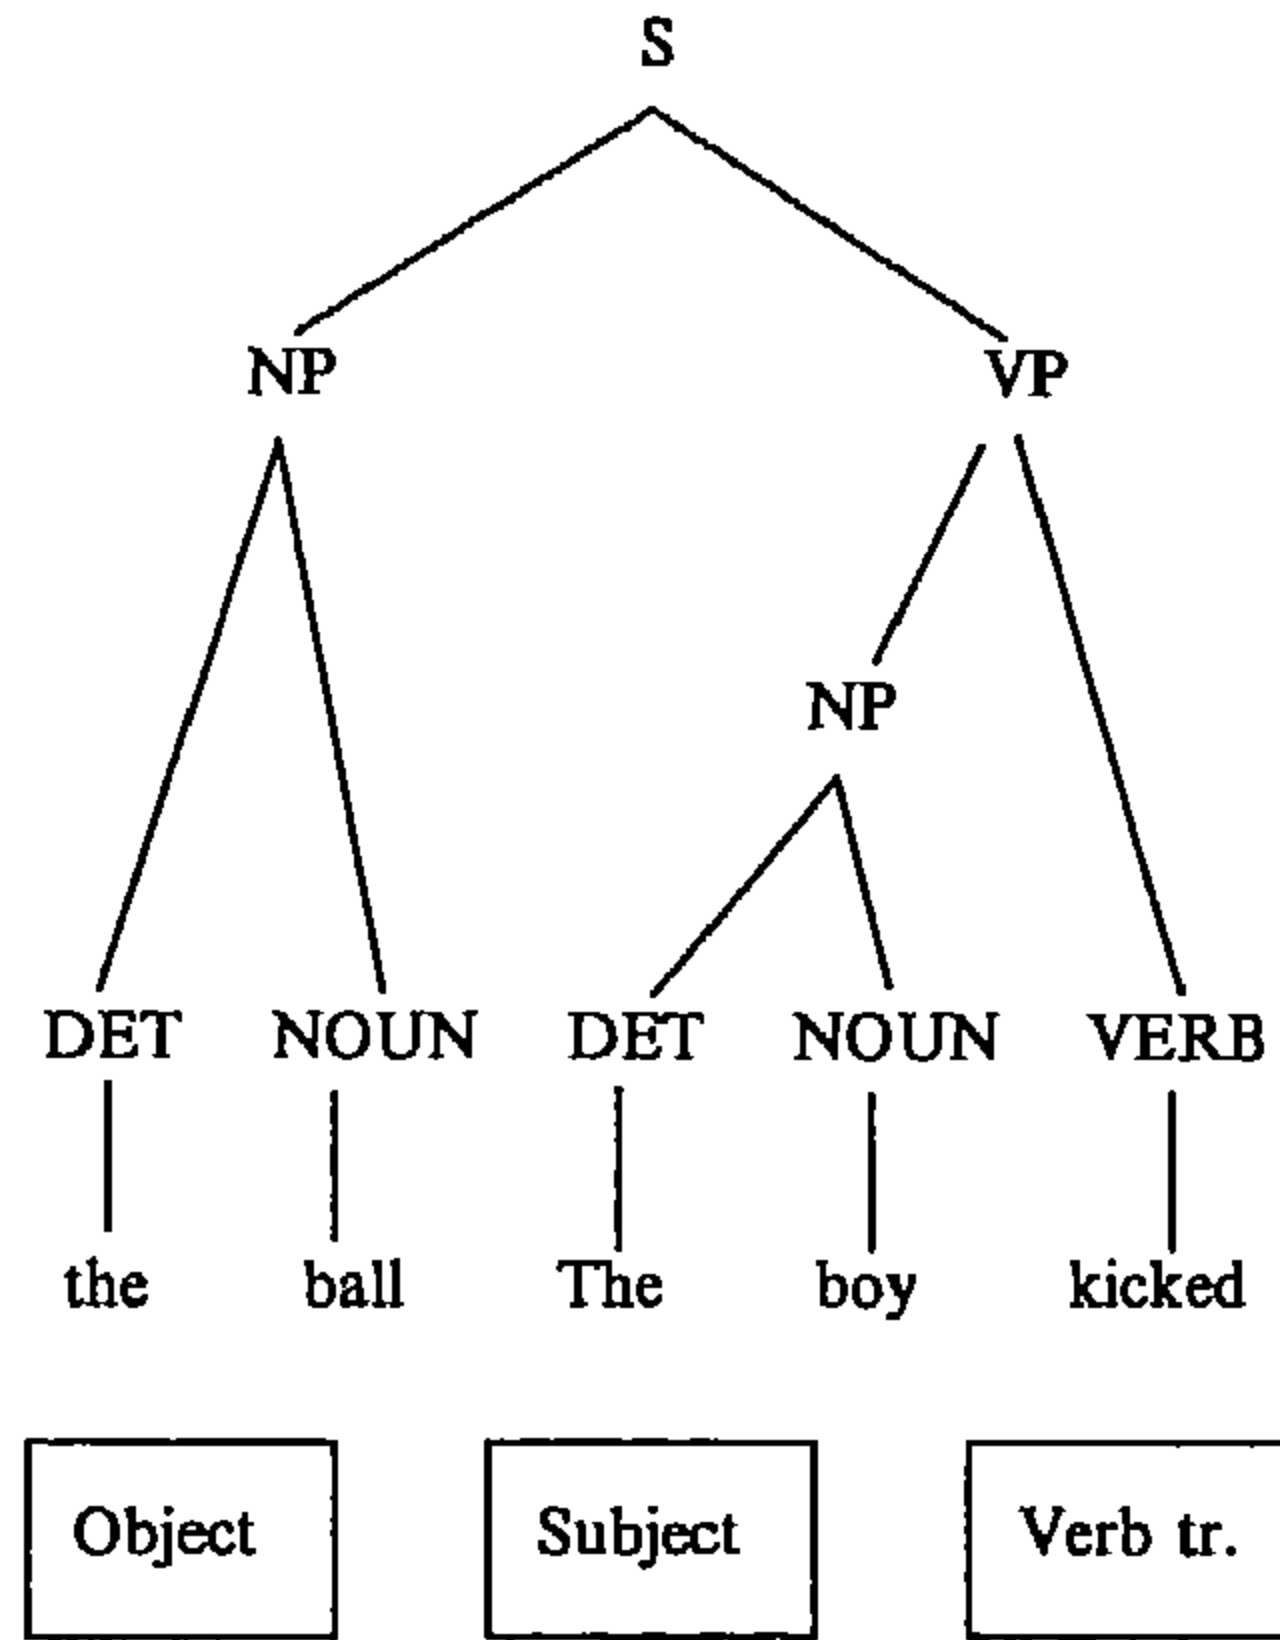 S
NP VP
NP
DET NOUN DET NOUN VERB
the ball The boy kicked
Object Subject Verb tr.